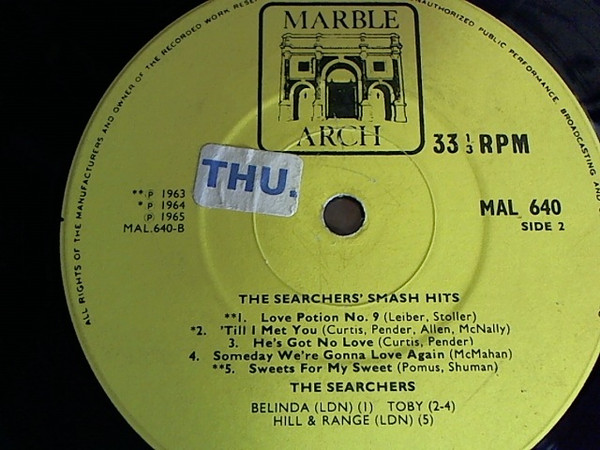 ALL RIGHTS OF THE MANUFACTURERS AND OWNER OF THE RECORDED WORK RESE
UNAUTHORIZED PUBLIC PERFORMANCE, BROADCASTING AND
MARBLE
ARCH
33 1/3 RPM
THU.
**℗ 1963
*℗ 1964
℗ 1965
MAL.640-B
MAL 640
SIDE 2
THE SEARCHERS' SMASH HITS
**1. Love Potion No. 9 (Leiber, Stoller)
*2. 'Till I Met You (Curtis, Pender, Allen, McNally)
3. He's Got No Love (Curtis, Pender)
4. Someday We're Gonna Love Again (McMahan)
**5. Sweets For My Sweet (Pomus, Shuman)
THE SEARCHERS
BELINDA (LDN) (1) TOBY (2-4)
HILL & RANGE (LDN) (5)